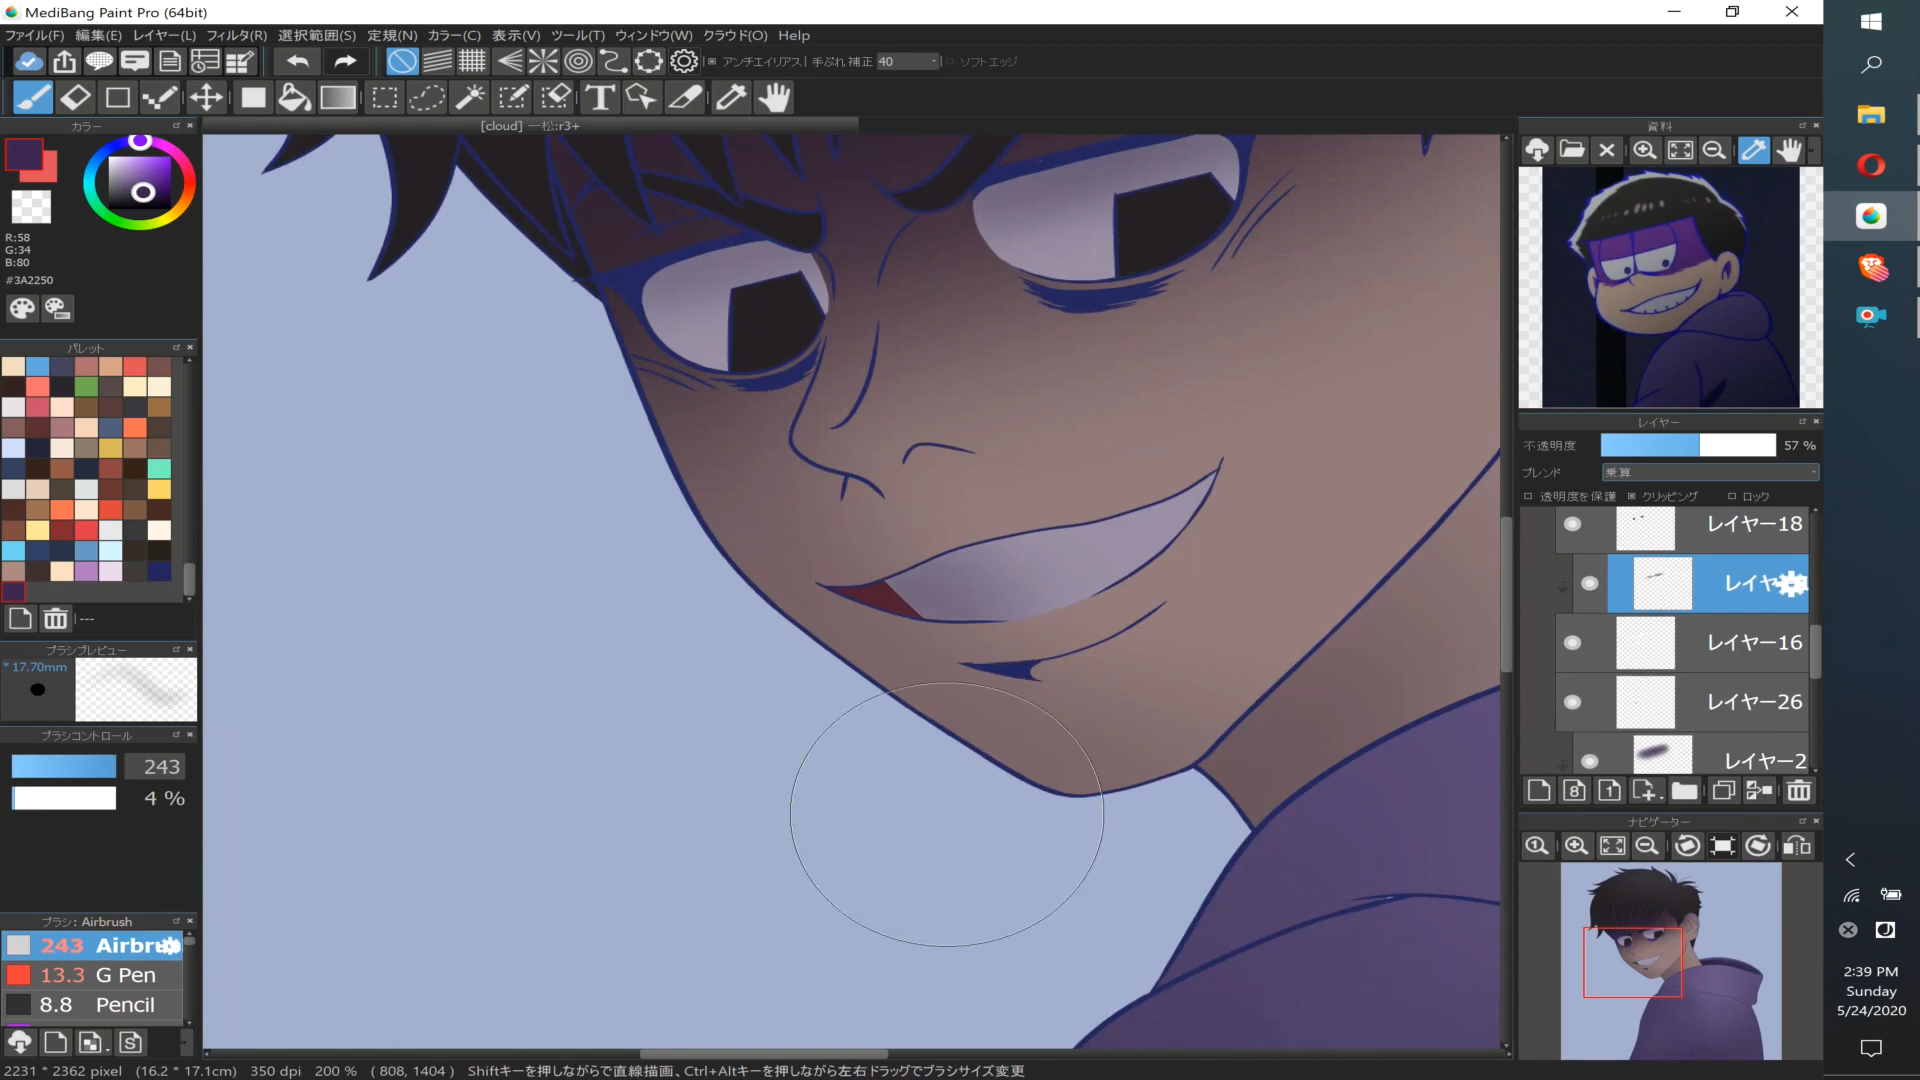 MediBang Paint Pro (64bit)
ファイル(F) 編集(E) レイヤー(L) フィルタ(R) 選択範囲(S) 定規(N) カラー(C) 表示(V) ツール(T) ウィンドウ(W) クラウド(O) Help
アンチエイリアス 手ぶれ補正 40 ソフトエッジ
カラー
[cloud] 一松:r3+
資料
R:58
G:34
B:80
#3A2250
パレット
---
ブラシプレビュー
* 17.70mm
ブラシコントロール
243
4 %
ブラシ: Airbrush
243 Airbrush
13.3 G Pen
8.8 Pencil
レイヤー
不透明度 57 %
ブレンド 乗算
透明度を保護 クリッピング ロック
レイヤー18
レイヤ
レイヤー16
レイヤー26
レイヤー2
8 1
ナビゲーター
2:39 PM
Sunday
5/24/2020
2231 * 2362 pixel (16.2 * 17.1cm) 350 dpi 200 % ( 808, 1404 ) Shiftキーを押しながらで直線描画、Ctrl+Altキーを押しながら左右ドラッグでブラシサイズ変更